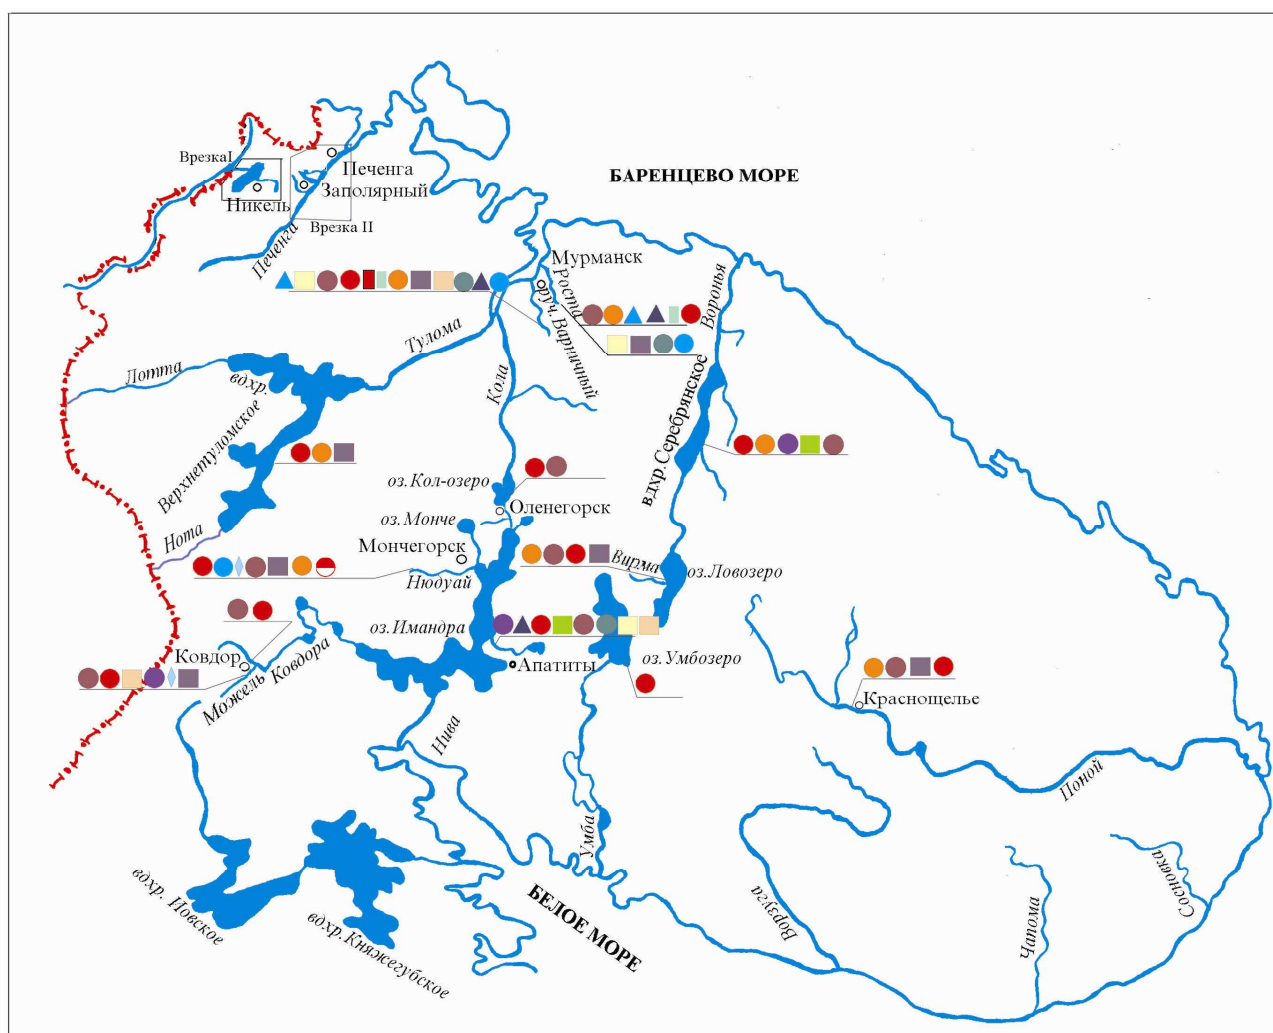 БАРЕНЦЕВО МОРЕ
ВрезкаI
Печенга
Заполярный
Никель
Врезка II
Печенга
Мурманск
Роста
руч. Варничный
Воронья
Тулома
Кола
Лотта
вдхр.
Верхнетуломское
вдхр.Серебрянское
оз.Кол-озеро
Оленегорск
оз.Монче
Мончегорск
Нота
Нюдуай
Вирма
оз.Ловозеро
оз.Имандра
Апатиты
оз.Умбозеро
Ковдор
Ковдора
Можель
Краснощелье
Нива
Поной
Умба
Варзуга
Чапома
Сосновка
вдхр. Иовское
вдхр.Княжегубское
БЕЛОЕ МОРЕ